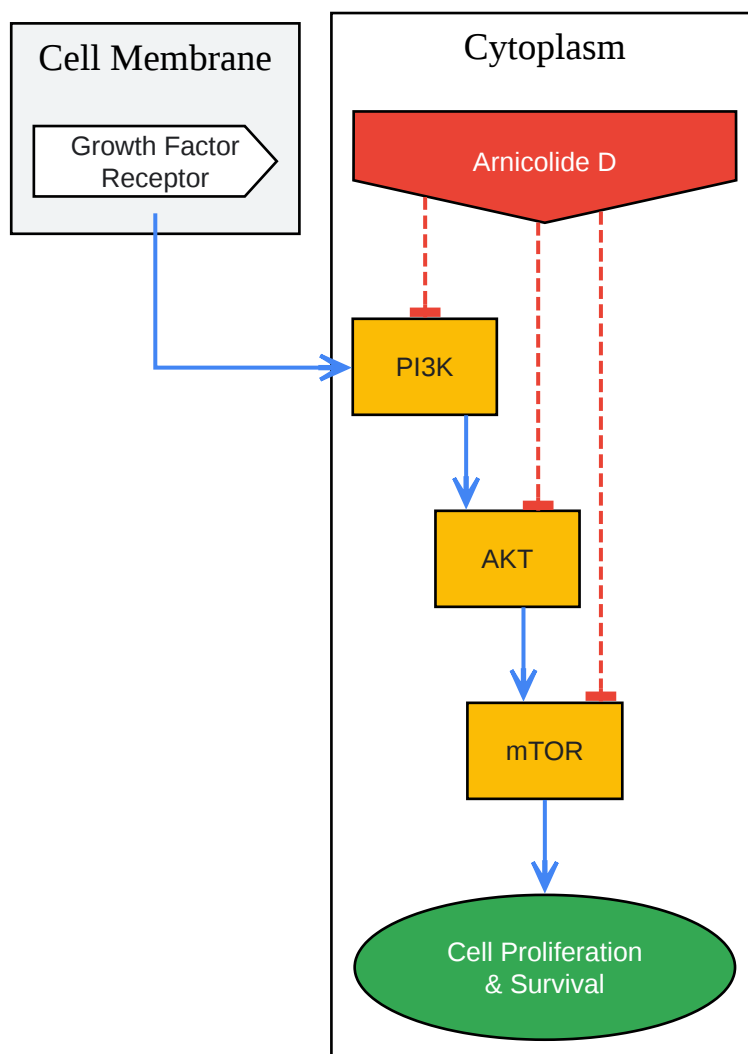 Cell Membrane
Growth Factor
Receptor
Cytoplasm
Arnicolide D
PI3K
AKT
mTOR
Cell Proliferation
& Survival